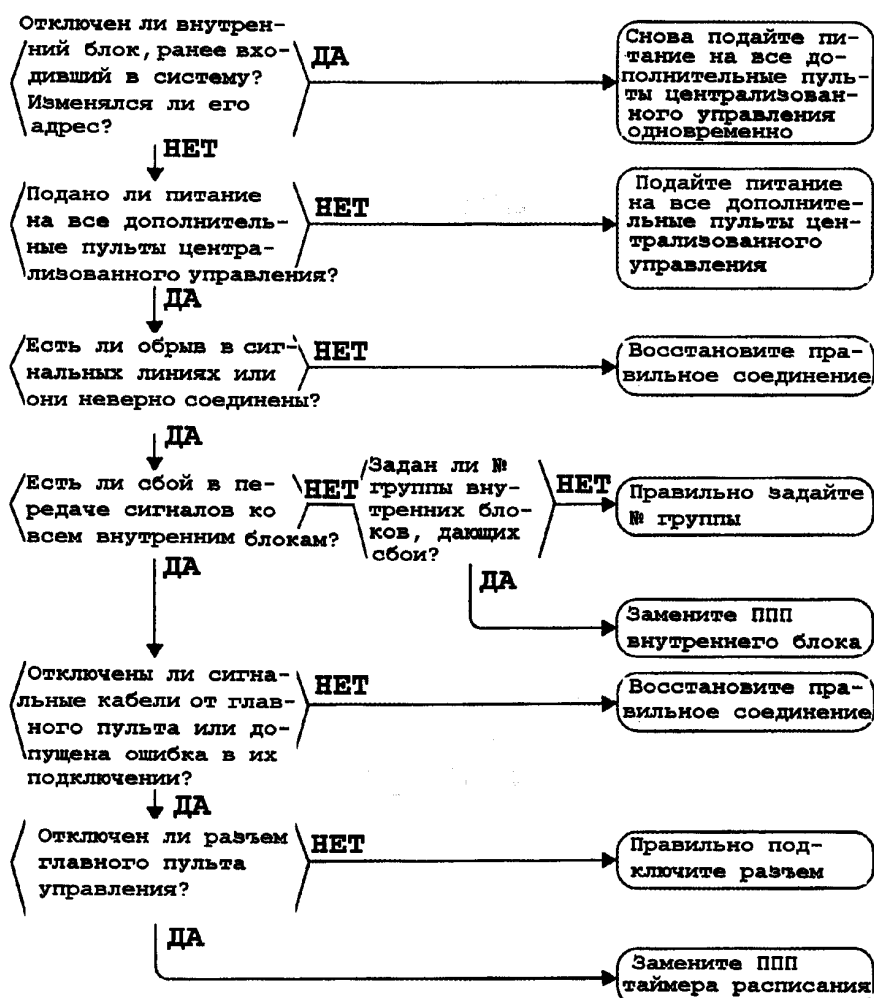 Отключен ли внутрен-
ний блок, ранее вхо-
дивший в систему?
Изменялся ли его
адрес?
ДА
Снова подайте пи-
тание на все до-
полнительные пуль-
ты централизован-
ного управления
одновременно
НЕТ
Подано ли питание
на все дополнитель-
ные пульты центра-
лизованного управления?
НЕТ
Подайте питание
на все дополните-
льные пульты цен-
трализованного
управления
ДА
Есть ли обрыв в сиг-
нальных линиях или
они неверно соединены?
НЕТ
Восстановите пра-
вильное соединение
ДА
Есть ли сбой в пе-
редаче сигналов ко
всем внутренним блокам?
НЕТ
Задан ли №
группы вну-
тренних бло-
ков, дающих
сбои?
НЕТ
Правильно задайте
№ группы
ДА
ДА
Замените ППП
внутреннего блока
Отключены ли сигна-
льные кабели от глав-
ного пульта или до-
пущена ошибка в их
подключении?
НЕТ
Восстановите пра-
вильное соединение
ДА
Отключен ли разъем
главного пульта
управления?
НЕТ
Правильно под-
ключите разъем
ДА
Замените ППП
таймера расписания